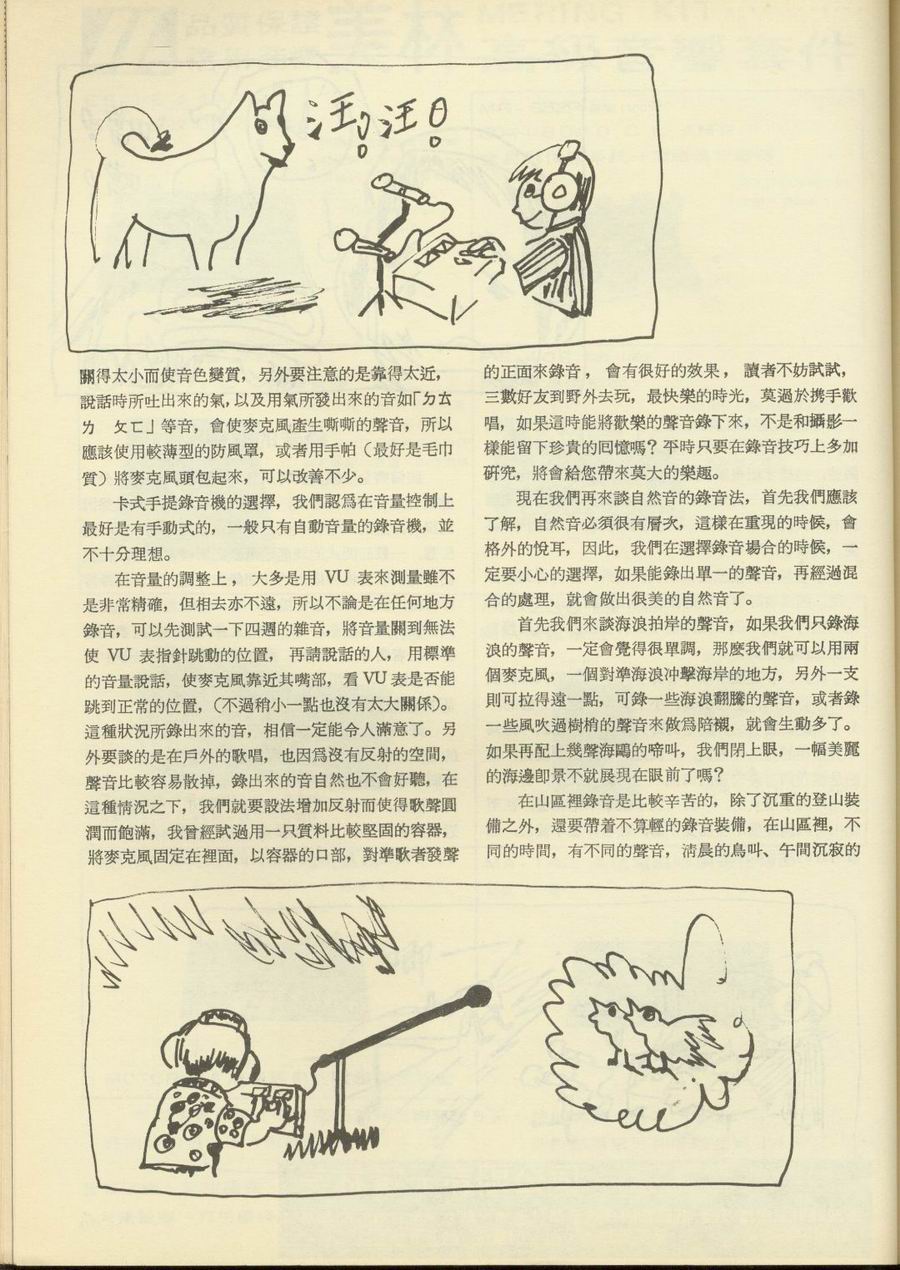 汪!汪!
關得太小而使音色變質，另外要注意的是靠得太近，
說話時所吐出來的氣，以及用氣所發出來的音如「ㄅㄊ
ㄌ　ㄆㄈ」等音，會使麥克風產生嘶嘶的聲音，所以
應該使用較薄型的防風罩，或者用手帕（最好是毛巾
質）將麥克風頭包起來，可以改善不少。
卡式手提錄音機的選擇，我們認爲在音量控制上
最好是有手動式的，一般只有自動音量的錄音機，並
不十分理想。
在音量的調整上，大多是用 VU 表來測量雖不
是非常精確，但相去亦不遠，所以不論是在任何地方
錄音，可以先測試一下四週的雜音，將音量關到無法
使 VU 表指針跳動的位置，再請說話的人，用標準
的音量說話，使麥克風靠近其嘴部，看 VU 表是否能
跳到正常的位置，(不過稍小一點也沒有太大關係)。
這種狀況所錄出來的音，相信一定能令人滿意了。另
外要談的是在戶外的歌唱，也因爲沒有反射的空間，
聲音比較容易散掉，錄出來的音自然也不會好聽，在
這種情況之下，我們就要設法增加反射而使得歌聲圓
潤而飽滿，我曾經試過用一只質料比較堅固的容器，
將麥克風固定在裡面，以容器的口部，對準歌者發聲
的正面來錄音，會有很好的效果，讀者不妨試試，
三數好友到野外去玩，最快樂的時光，莫過於携手歡
唱，如果這時能將歡樂的聲音錄下來，不是和攝影一
樣能留下珍貴的囘憶嗎？平時只要在錄音技巧上多加
硏究，將會給您帶來莫大的樂趣。
現在我們再來談自然音的錄音法，首先我們應該
了解，自然音必須很有層次，這樣在重現的時候，會
格外的悅耳，因此，我們在選擇錄音場合的時候，一
定要小心的選擇，如果能錄出單一的聲音，再經過混
合的處理，就會做出很美的自然音了。
首先我們來談海浪拍岸的聲音，如果我們只錄海
浪的聲音，一定會覺得很單調，那麼我們就可以用兩
個麥克風，一個對準海浪冲擊海岸的地方，另外一支
則可拉得遠一點，可錄一些海浪翻騰的聲音，或者錄
一些風吹過樹梢的聲音來做爲陪襯，就會生動多了。
如果再配上幾聲海鷗的啼叫，我們閉上眼，一幅美麗
的海邊卽景不就展現在眼前了嗎？
在山區裡錄音是比較辛苦的，除了沉重的登山裝
備之外，還要帶着不算輕的錄音裝備，在山區裡，不
同的時間，有不同的聲音，淸晨的鳥叫、午間沉寂的